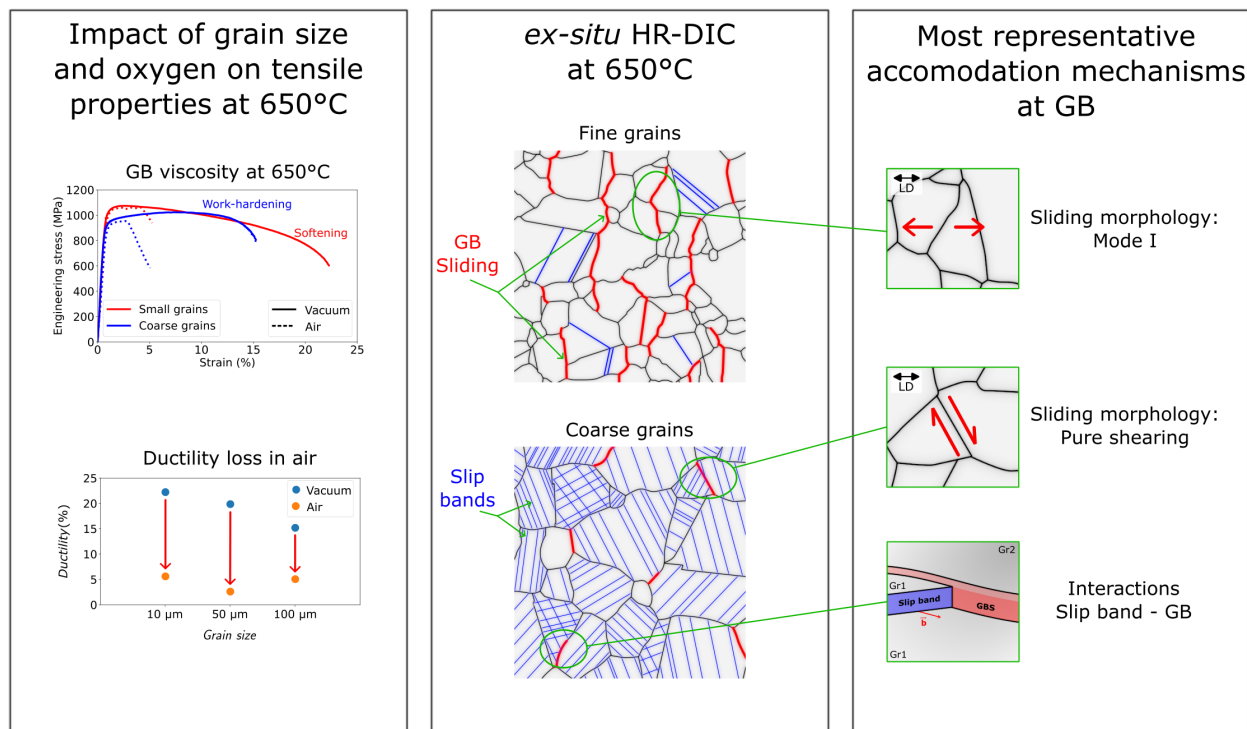 Impact of grain size
and oxygen on tensile
properties at 650°C
GB viscosity at 650°C
Engineering stress (MPa)
1200
1000
800
600
400
200
0
Work-hardening
Softening
Small grains
Coarse grains
Vacuum
Air
0
5
10
15
20
25
Strain (%)
Ductility loss in air
Ductility(%)
25
20
15
10
5
0
Vacuum
Air
10 µm
50 µm
100 µm
Grain size
ex-situ HR-DIC
at 650°C
Fine grains
GB
Sliding
Coarse grains
Slip
bands
Most representative
accomodation mechanisms
at GB
LD
Sliding morphology:
Mode I
LD
Sliding morphology:
Pure shearing
Gr2
Gr1
Slip band
GBS
b
Gr1
Interactions
Slip band - GB